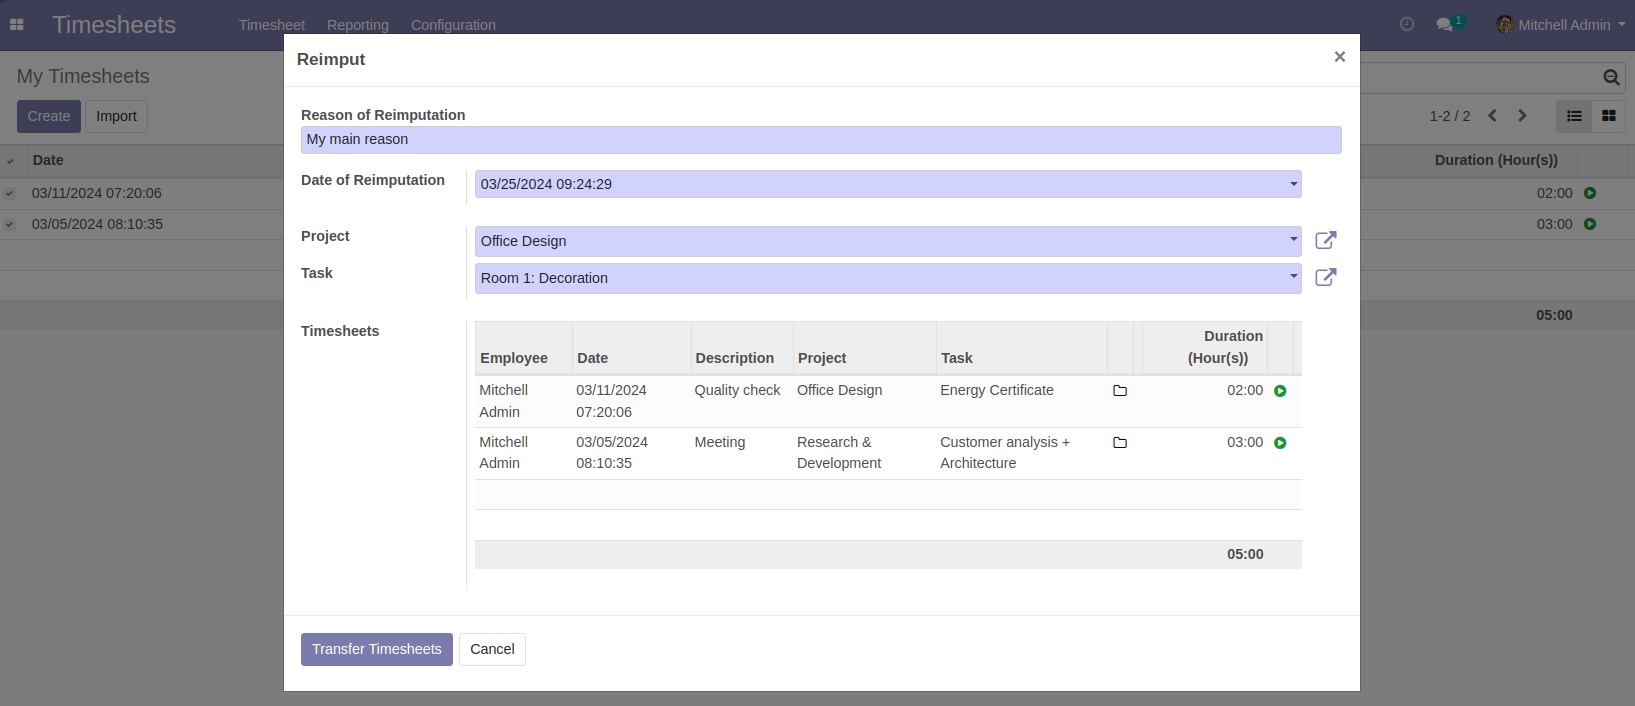 Timesheets Timesheet Reporting Configuration 1 Mitchell Admin
Reimput ×
My Timesheets
Create Import
1-2 / 2
Reason of Reimputation
My main reason
Date Duration (Hour(s))
Date of Reimputation 03/25/2024 09:24:29
03/11/2024 07:20:06 02:00
03/05/2024 08:10:35 03:00
Project Office Design
Task Room 1: Decoration
05:00
Timesheets
Employee Date Description Project Task Duration (Hour(s))
Mitchell Admin 03/11/2024 07:20:06 Quality check Office Design Energy Certificate 02:00
Mitchell Admin 03/05/2024 08:10:35 Meeting Research & Development Customer analysis + Architecture 03:00
05:00
Transfer Timesheets Cancel